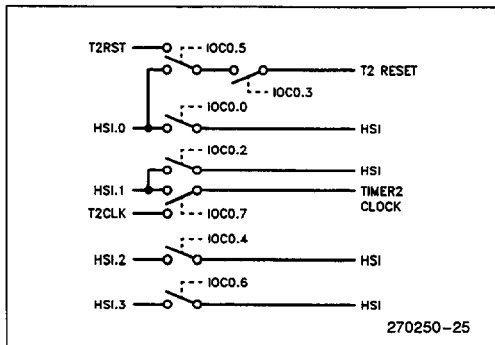 T2RST IOC0.5
T2 RESET
IOC0.3
IOC0.0
HSI.0 HSI
IOC0.2
HSI
HSI.1 TIMER2
CLOCK
T2CLK IOC0.7
IOC0.4
HSI.2 HSI
IOC0.6
HSI.3 HSI
270250-25